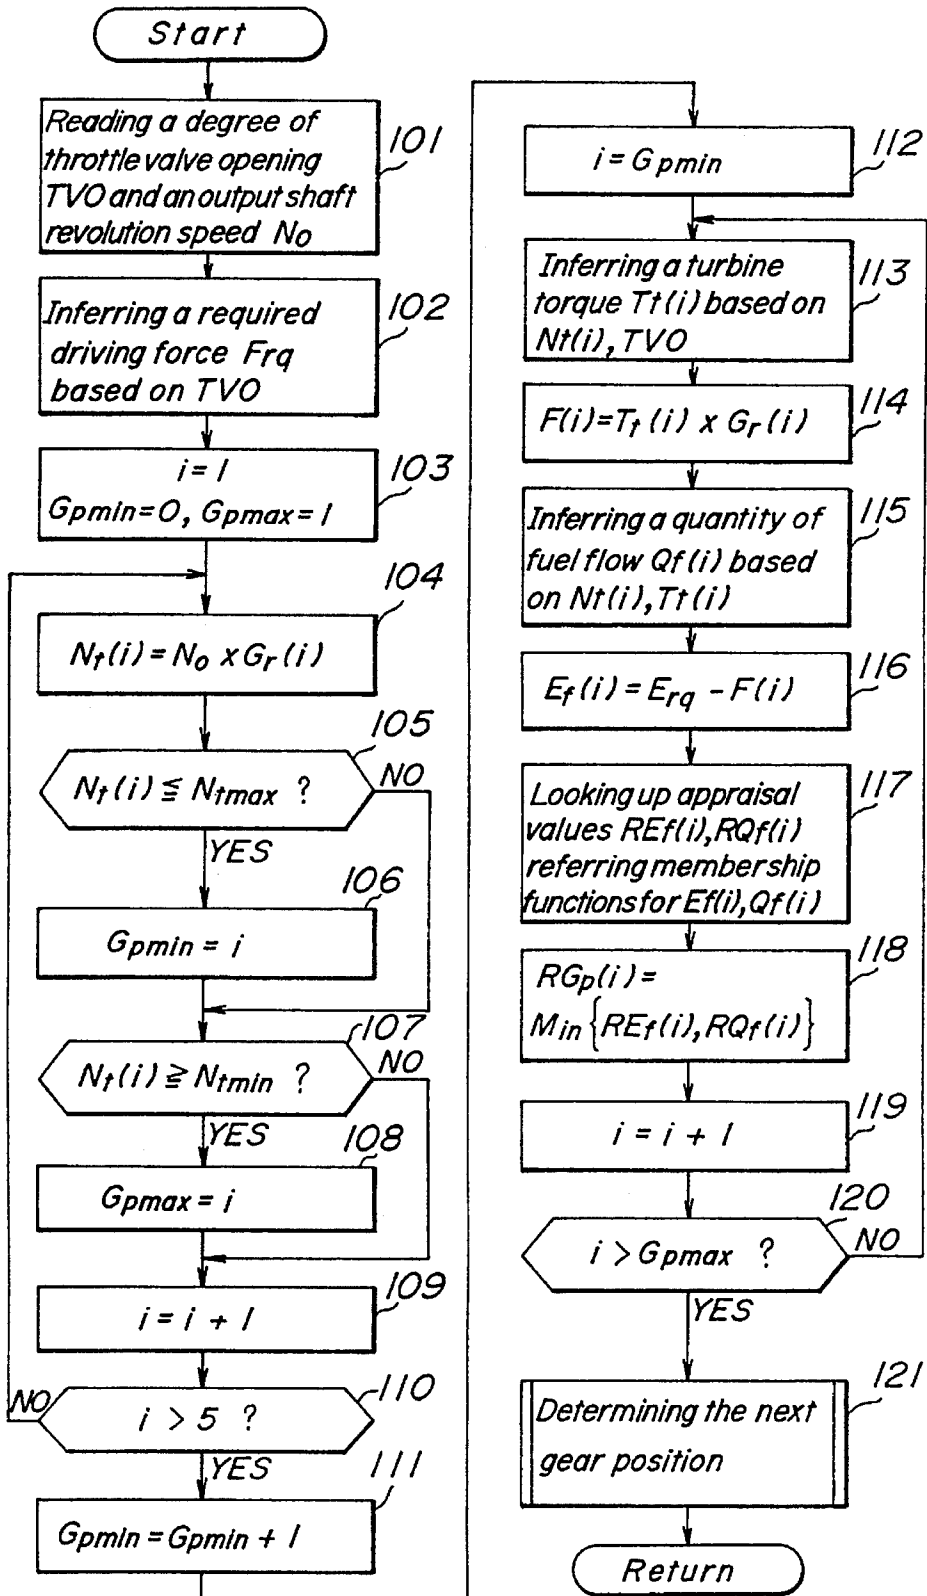 Start
Reading a degree of
throttle valve opening
TVO and an output shaft
revolution speed No
101
Inferring a required
driving force Frq
based on TVO
102
i = 1
Gpmin=0, Gpmax=1
103
Nt(i)=No x Gr(i)
104
Nt(i) ≦ Ntmax ?
105
NO
YES
Gpmin = i
106
Nt(i) ≧ Ntmin ?
107
NO
YES
Gpmax = i
108
i = i + 1
109
i > 5 ?
110
NO
YES
Gpmin = Gpmin + 1
111
i = Gpmin
112
Inferring a turbine
torque Tt(i) based on
Nt(i), TVO
113
F(i)=Tt(i) x Gr(i)
114
Inferring a quantity of
fuel flow Qf(i) based
on Nt(i), Tt(i)
115
Ef(i) = Erq - F(i)
116
Looking up appraisal
values REf(i), RQf(i)
referring membership
functions for Ef(i), Qf(i)
117
RGp(i) =
Min {REf(i), RQf(i)}
118
i = i + 1
119
i > Gpmax ?
120
NO
YES
Determining the next
gear position
121
Return